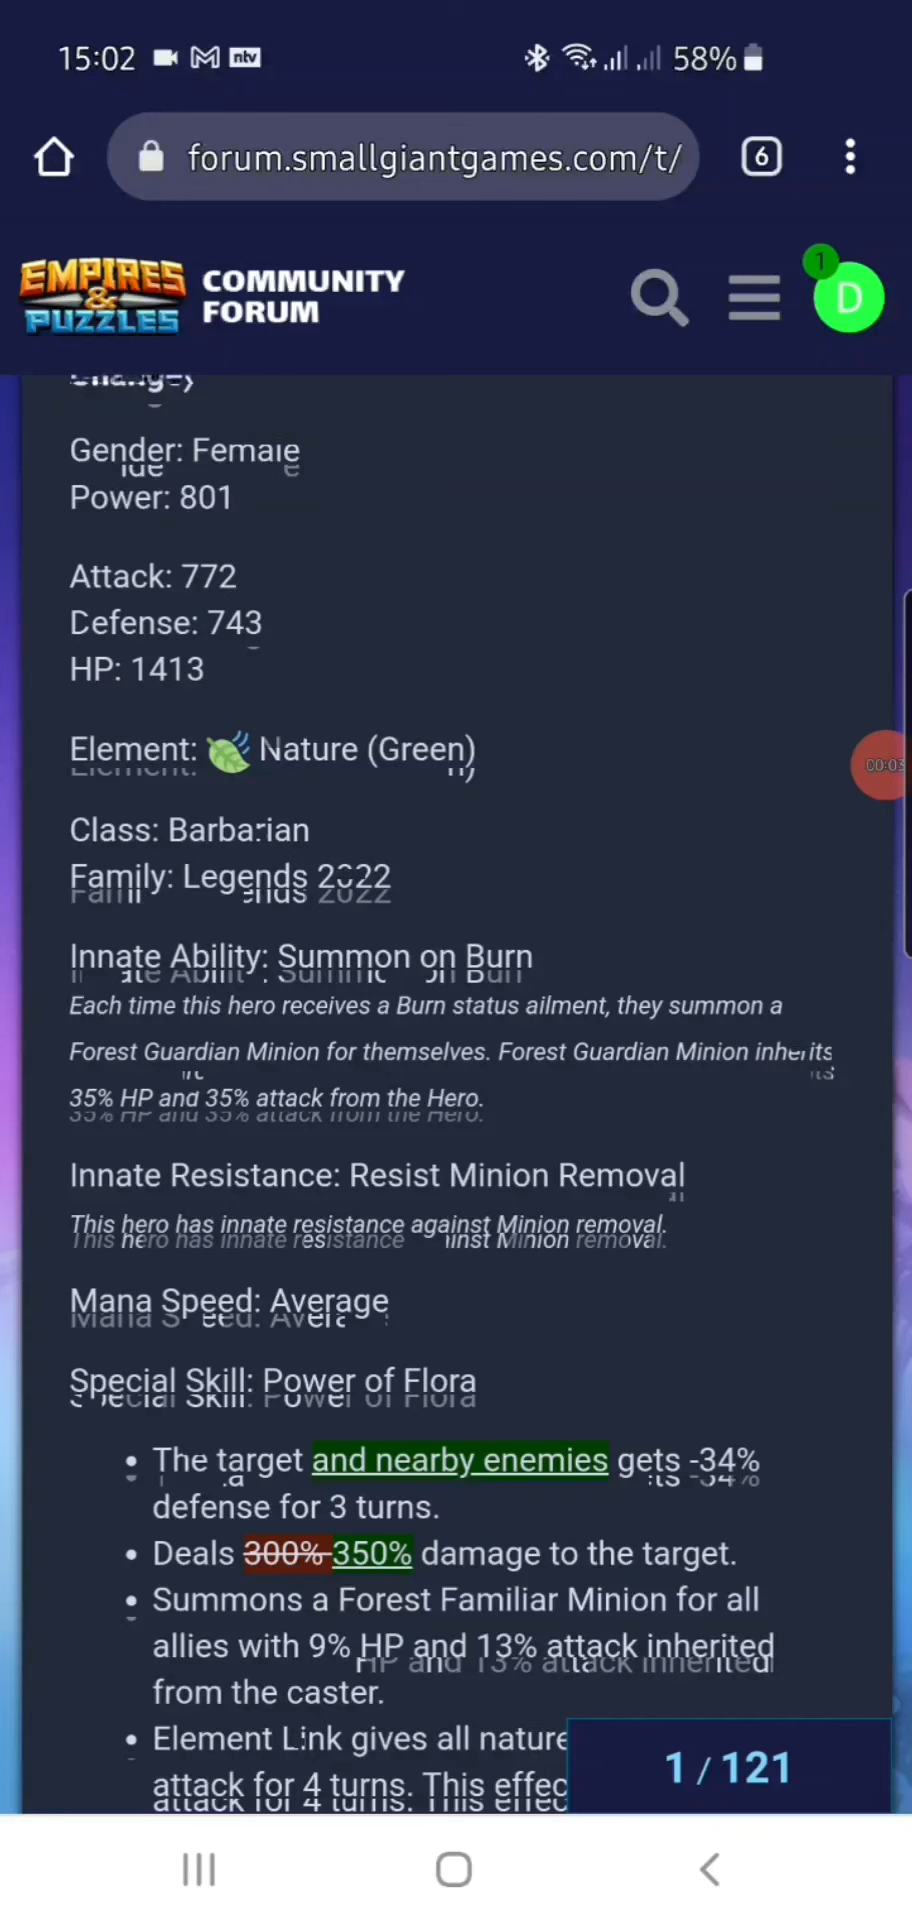 15:02 ntv 58%
forum.smallgiantgames.com/t/ 6
EMPIRES & PUZZLES COMMUNITY FORUM 1 D
Gender: Female
Power: 801
Attack: 772
Defense: 743
HP: 1413
00:03
Element: Nature (Green)
Class: Barbarian
Family: Legends 2022
Innate Ability: Summon on Burn
Each time this hero receives a Burn status ailment, they summon a
Forest Guardian Minion for themselves. Forest Guardian Minion inherits
35% HP and 35% attack from the Hero.
Innate Resistance: Resist Minion Removal
This hero has innate resistance against Minion removal.
Mana Speed: Average
Special Skill: Power of Flora
• The target and nearby enemies gets -34%
defense for 3 turns.
• Deals 300% 350% damage to the target.
• Summons a Forest Familiar Minion for all
allies with 9% HP and 13% attack inherited
from the caster.
• Element Link gives all nature
attack for 4 turns. This effec
1 / 121